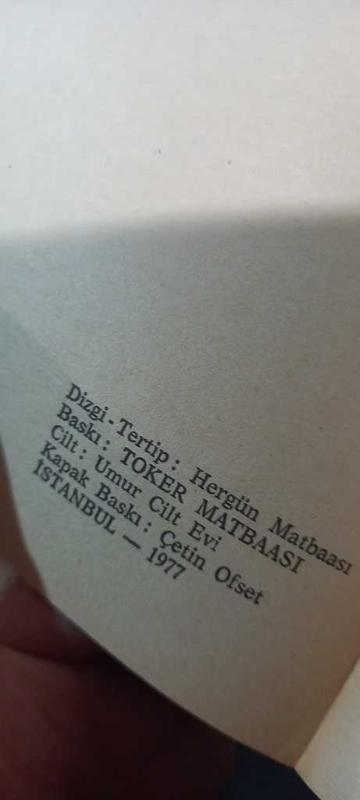 Dizgi - Tertip : Hergün Matbaası
Baskı : TOKER MATBAASI
Cilt : Umur Cilt Evi
Kapak Baskı : Çetin Ofset
İSTANBUL — 1977